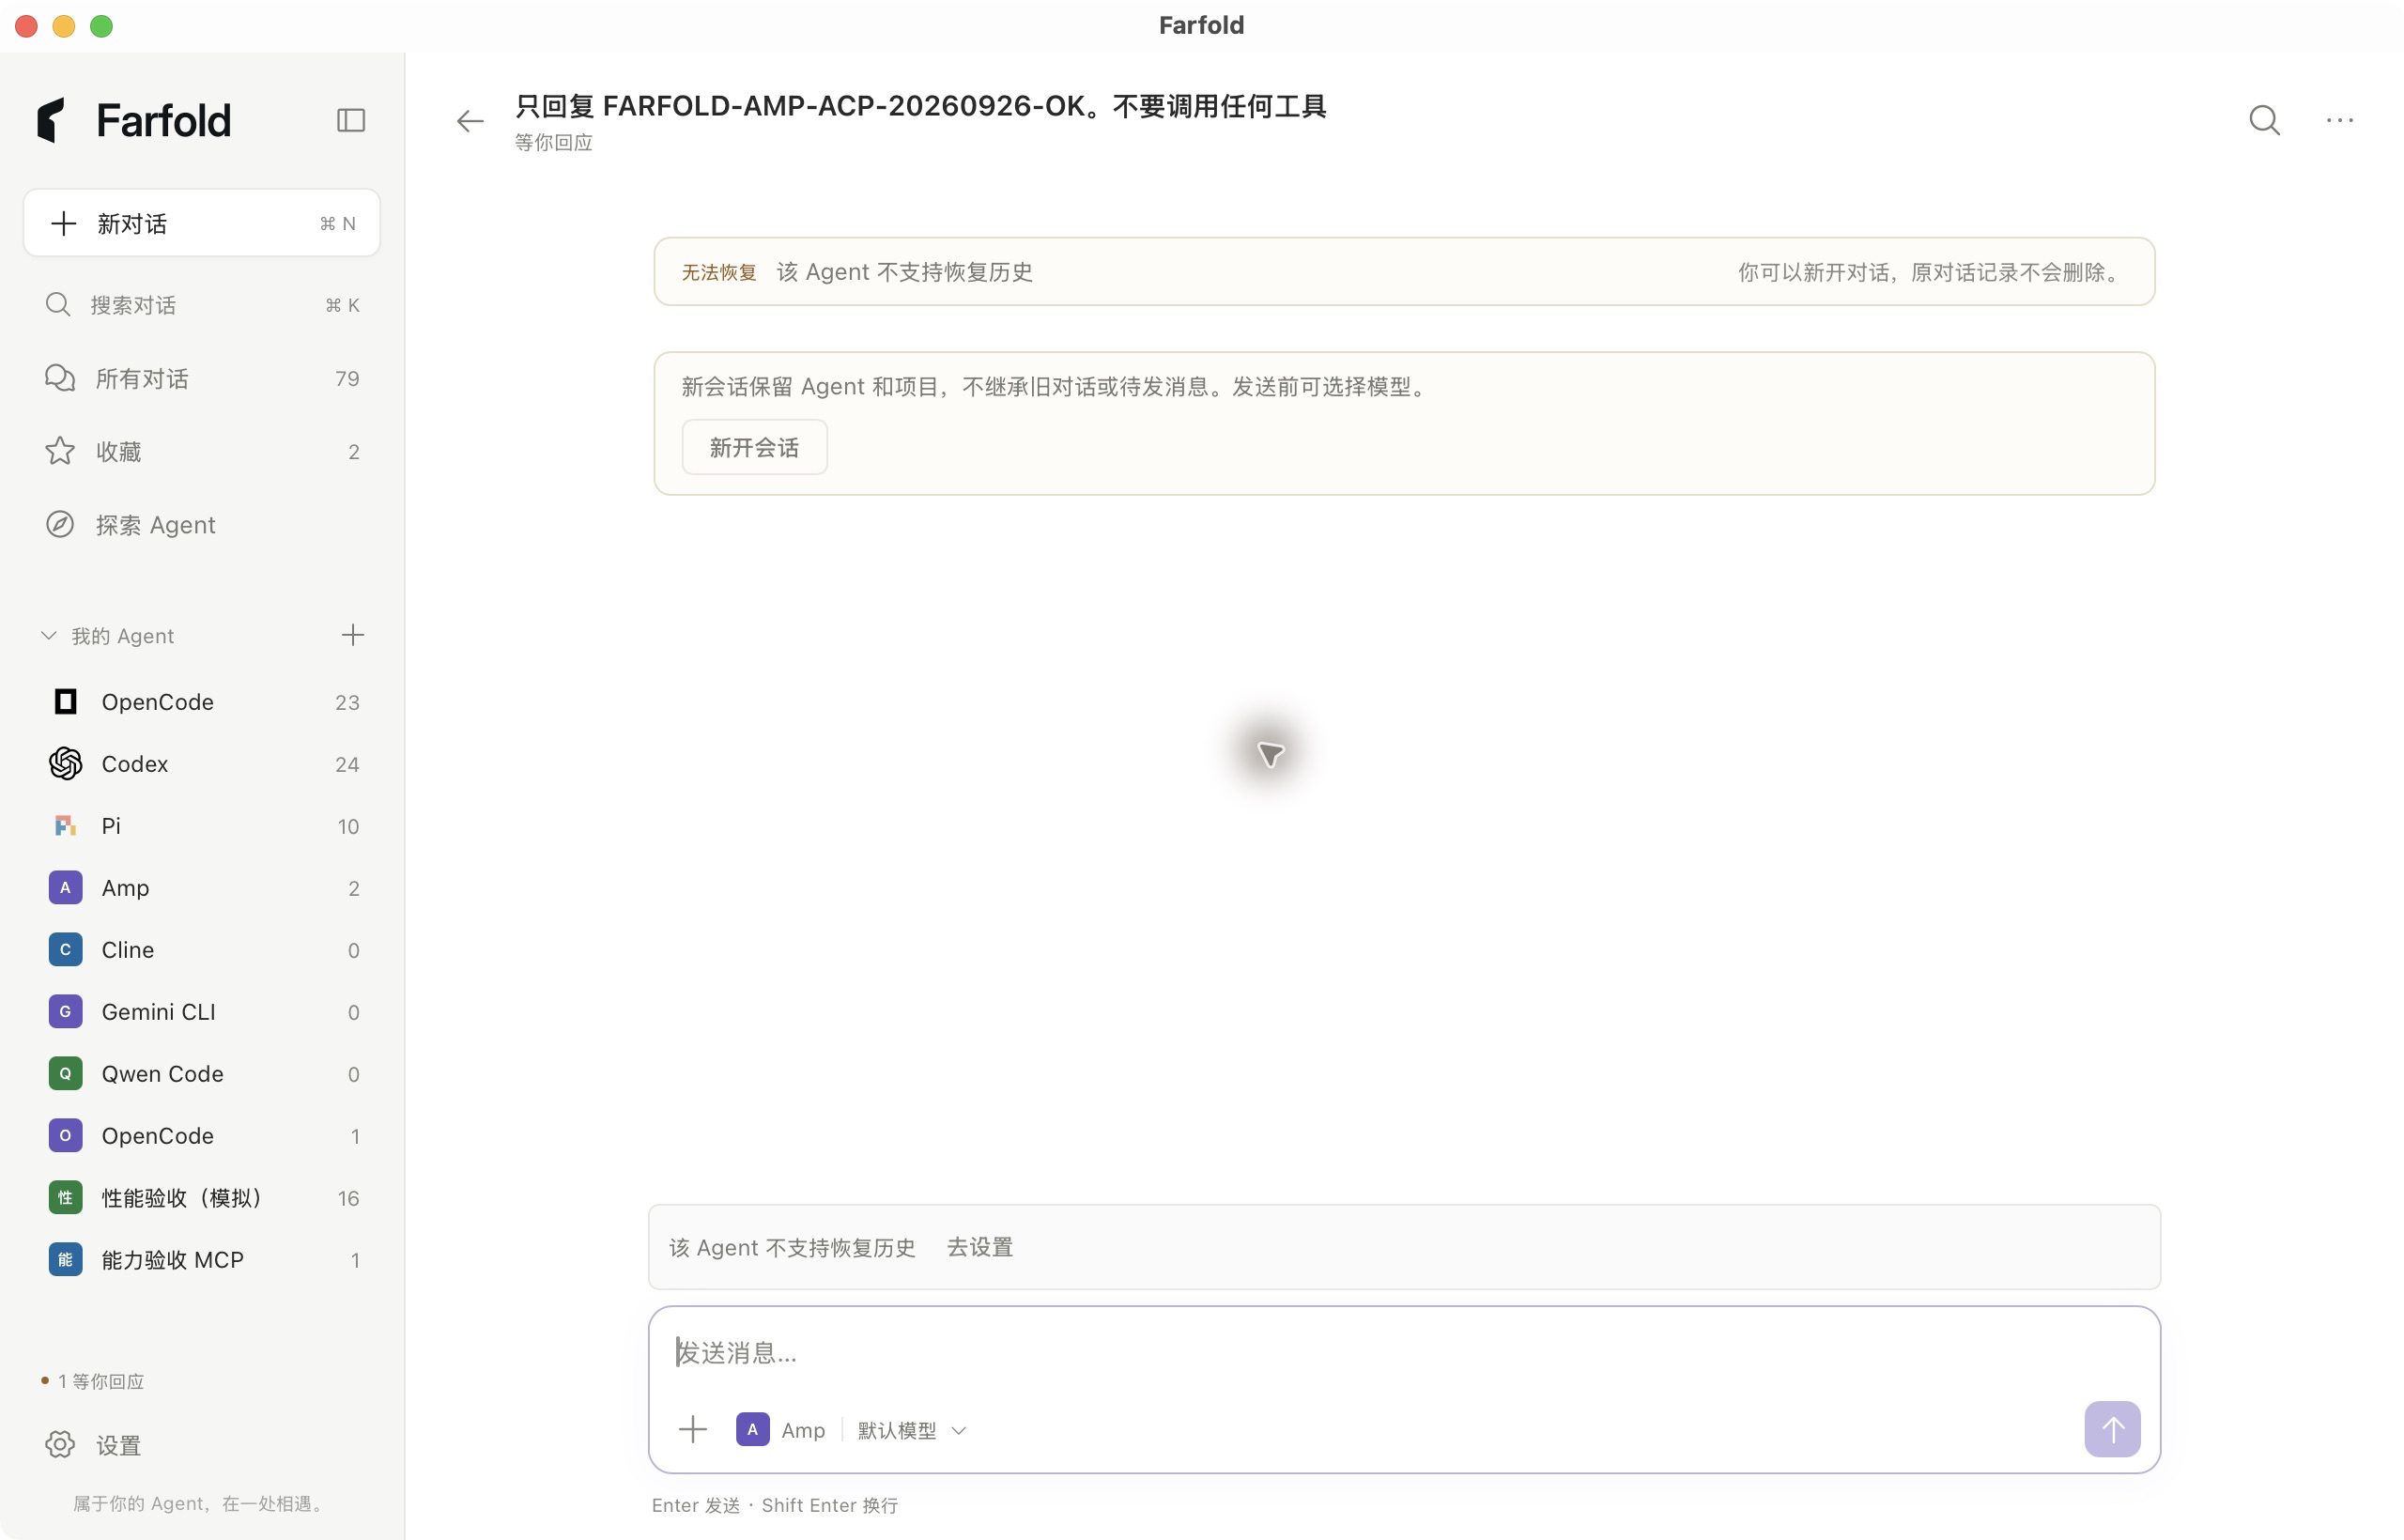 Farfold
Farfold
新对话 ⌘ N
搜索对话 ⌘ K
所有对话 79
收藏 2
探索 Agent
我的 Agent
OpenCode 23
Codex 24
Pi 10
A Amp 2
C Cline 0
G Gemini CLI 0
Q Qwen Code 0
O OpenCode 1
性 性能验收（模拟） 16
能 能力验收 MCP 1
1 等你回应
设置
属于你的 Agent，在一处相遇。
只回复 FARFOLD-AMP-ACP-20260926-OK。不要调用任何工具
等你回应
无法恢复 该 Agent 不支持恢复历史 你可以新开对话，原对话记录不会删除。
新会话保留 Agent 和项目，不继承旧对话或待发消息。发送前可选择模型。
新开会话
该 Agent 不支持恢复历史 去设置
发送消息...
A Amp 默认模型
Enter 发送 · Shift Enter 换行